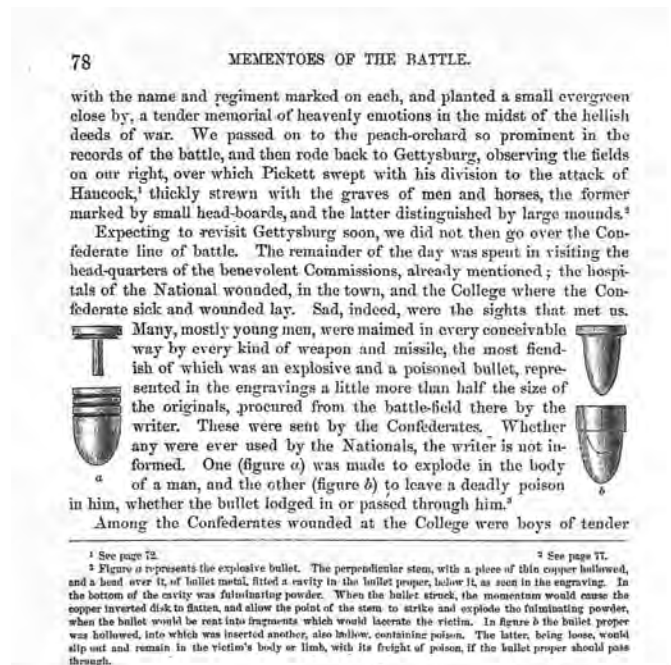 78
MEMENTOES OF THE BATTLE.
with the name and regiment marked on each, and planted a small evergreen
close by, a tender memorial of heavenly emotions in the midst of the hellish
deeds of war. We passed on to the peach-orchard so prominent in the
records of the battle, and then rode back to Gettysburg, observing the fields
on our right, over which Pickett swept with his division to the attack of
Hancock,¹ thickly strewn with the graves of men and horses, the former
marked by small head-boards, and the latter distinguished by large mounds.²
Expecting to revisit Gettysburg soon, we did not then go over the Con-
federate line of battle. The remainder of the day was spent in visiting the
head-quarters of the benevolent Commissions, already mentioned; the hospi-
tals of the National wounded, in the town, and the College where the Con-
federate sick and wounded lay. Sad, indeed, were the sights that met us.
Many, mostly young men, were maimed in every conceivable
way by every kind of weapon and missile, the most fiend-
ish of which was an explosive and a poisoned bullet, repre-
sented in the engravings a little more than half the size of
the originals, procured from the battle-field there by the
writer. These were sent by the Confederates. Whether
any were ever used by the Nationals, the writer is not in-
formed. One (figure a) was made to explode in the body
of a man, and the other (figure b) to leave a deadly poison
in him, whether the bullet lodged in or passed through him.³
a
b
Among the Confederates wounded at the College were boys of tender
¹ See page 72.
² See page 77.
³ Figure a represents the explosive bullet. The perpendicular stem, with a piece of thin copper hollowed,
and a head over it, of bullet metal, fitted a cavity in the bullet proper, below it, as seen in the engraving. In
the bottom of the cavity was fulminating powder. When the bullet struck, the momentum would cause the
copper inverted disk to flatten, and allow the point of the stem to strike and explode the fulminating powder,
when the bullet would be rent into fragments which would lacerate the victim. In figure b the bullet proper
was hollowed, into which was inserted another, also hollow, containing poison. The latter, being loose, would
slip out and remain in the victim's body or limb, with its freight of poison, if the bullet proper should pass
through.